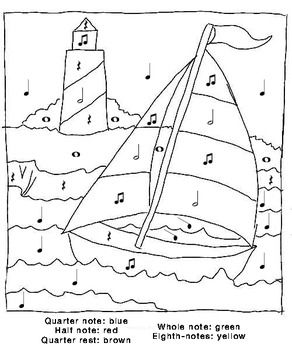 Quarter note: blue
Half note: red
Quarter rest: brown
Whole note: green
Eighth-notes: yellow